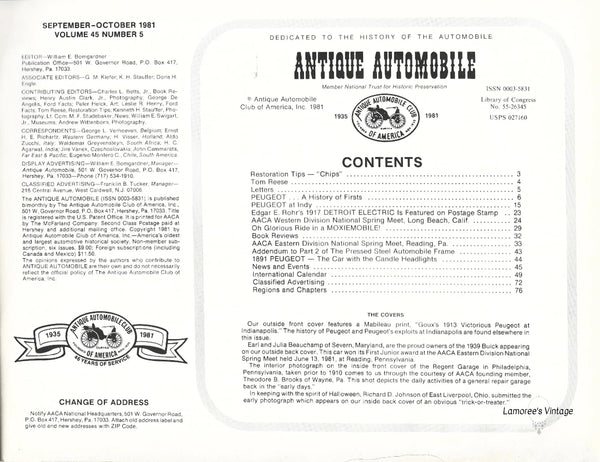 SEPTEMBER–OCTOBER 1981
VOLUME 45 NUMBER 5
EDITOR—William E. Bomgardner
Publication Office—501 W. Governor Road, P.O. Box 417,
Hershey, Pa. 17033
ASSOCIATE EDITORS— G. M. Kiefer, K. H. Stauffer, Doris H.
Engle
CONTRIBUTING EDITORS—Charles L. Betts, Jr., Book Re-
views; Henry Austin Clark, Jr., Photography; George De
Angelis, Ford Facts; Peter Helck, Art; Leslie R. Henry, Ford
Facts; Tom Reese, Restoration Tips; Kenneth H. Stauffer, Pho-
tography; Lt. Com. M. F. Studebaker, News; William E. Swigart,
Jr., Museums; Andrew Wittenborn, Photography.
CORRESPONDENTS—George L. Verheoeven, Belgium; Ernst
H. E. Richartz, Western Germany; H. Visser, Holland; Aldo
Zucchi, Italy; Waldemar Greyvensteyn, South Africa; H. C.
Agarwal, India; Jiri Vanek, Czechoslovakia; John Cammarata,
Far East & Pacific; Eugenio Montero C., Chile, South America.
DISPLAY ADVERTISING—William E. Bomgardner, Manager—
Antique Automobile, 501 W. Governor Road, P.O. Box 417,
Hershey, Pa. 17033—Phone (717) 534-1910.
CLASSIFIED ADVERTISING—Franklin B. Tucker, Manager—
215 Central Avenue, West Caldwell, N.J. 07006
The ANTIQUE AUTOMOBILE (ISSN 0003-5831) is published
bimonthly by The Antique Automobile Club of America, Inc.,
501 W. Governor Road, P.O. Box 417, Hershey, Pa. 17033. Title
is registered with the U.S. Patent Office. It is printed for AACA
by The McFarland Company. Second Class postage paid at
Hershey and additional mailing office. Copyright 1981 by
Antique Automobile Club of America, Inc.—America's oldest
and largest automotive historical society. Non-member sub-
scription: six issues, $9.00. Foreign subscriptions (including
Canada and Mexico) $11.50.
The opinions expressed by the authors who contribute to
ANTIQUE AUTOMOBILE are their own and do not necessarily
reflect the official policy of The Antique Automobile Club of
America, Inc.
ANTIQUE AUTOMOBILE CLUB
1935 1981
OF AMERICA
46 YEARS OF SERVICE
CHANGE OF ADDRESS
Notify AACA National Headquarters, 501 W. Governor Road,
P.O. Box 417, Hershey, Pa. 17033. Attach old address label and
give old and new addresses with ZIP Code.
DEDICATED TO THE HISTORY OF THE AUTOMOBILE
ANTIQUE AUTOMOBILE
Member National Trust for Historic Preservation
® Antique Automobile
Club of America, Inc. 1981
1935 1981
ANTIQUE AUTOMOBILE CLUB
OF AMERICA
ISSN 0003-5831
Library of Congress
No. 55-26345
USPS 027460
CONTENTS
Restoration Tips — "Chips" 3
Tom Reese 4
Letters 5
PEUGEOT . . . A History of Firsts 6
PEUGEOT at Indy 15
Edgar E. Rohr's 1917 DETROIT ELECTRIC Is Featured on Postage Stamp 23
AACA Western Division National Spring Meet, Long Beach, Calif. 24
Oh Glorious Ride in a MOXIEMOBILE! 29
Book Reviews 32
AACA Eastern Division National Spring Meet, Reading, Pa. 33
Addendum to Part 2 of The Pressed Steel Automobile Frame 43
1891 PEUGEOT — The Car with the Candle Headlights 44
News and Events 45
International Calendar 49
Classified Advertising 72
Regions and Chapters 76
THE COVERS
Our outside front cover features a Mabileau print, "Goux's 1913 Victorious Peugeot at
Indianapolis." The history of Peugeot and Peugeot's exploits at Indianapolis are found elsewhere in
this issue.
Earl and Julia Beauchamp of Severn, Maryland, are the proud owners of the 1939 Buick appearing
on our outside back cover. This car won its First Junior award at the AACA Eastern Division National
Spring Meet held June 13, 1981, at Reading, Pennsylvania.
The interior photograph on the inside front cover of the Regent Garage in Philadelphia,
Pennsylvania, taken prior to 1910 comes to us through the courtesy of AACA founding member,
Theodore B. Brooks of Wayne, Pa. This shot depicts the daily activities of a general repair garage
back in the "early days."
In keeping with the spirit of Halloween, Richard D. Johnson of East Liverpool, Ohio, submitted the
early photograph which appears on our inside back cover of an obvious "trick-or-treater."
Lamoree's Vintage